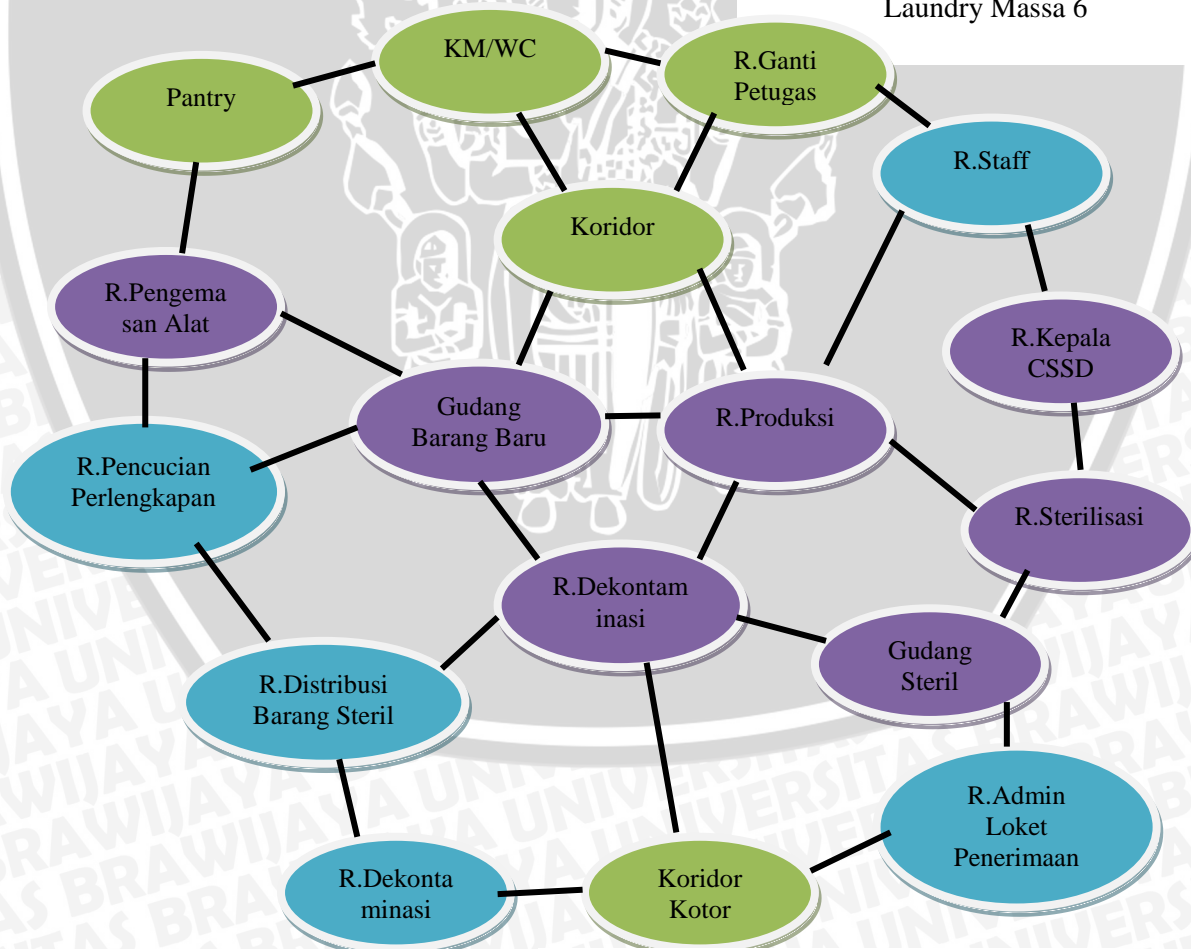 Laundry Massa 6
KM/WC
R.Ganti
Petugas
Pantry
R.Staff
Koridor
R.Pengema
san Alat
R.Kepala
CSSD
Gudang
Barang Baru
R.Produksi
R.Pencucian
Perlengkapan
R.Sterilisasi
R.Dekontam
inasi
Gudang
Steril
R.Distribusi
Barang Steril
R.Admin
Loket
Penerimaan
R.Dekonta
minasi
Koridor
Kotor